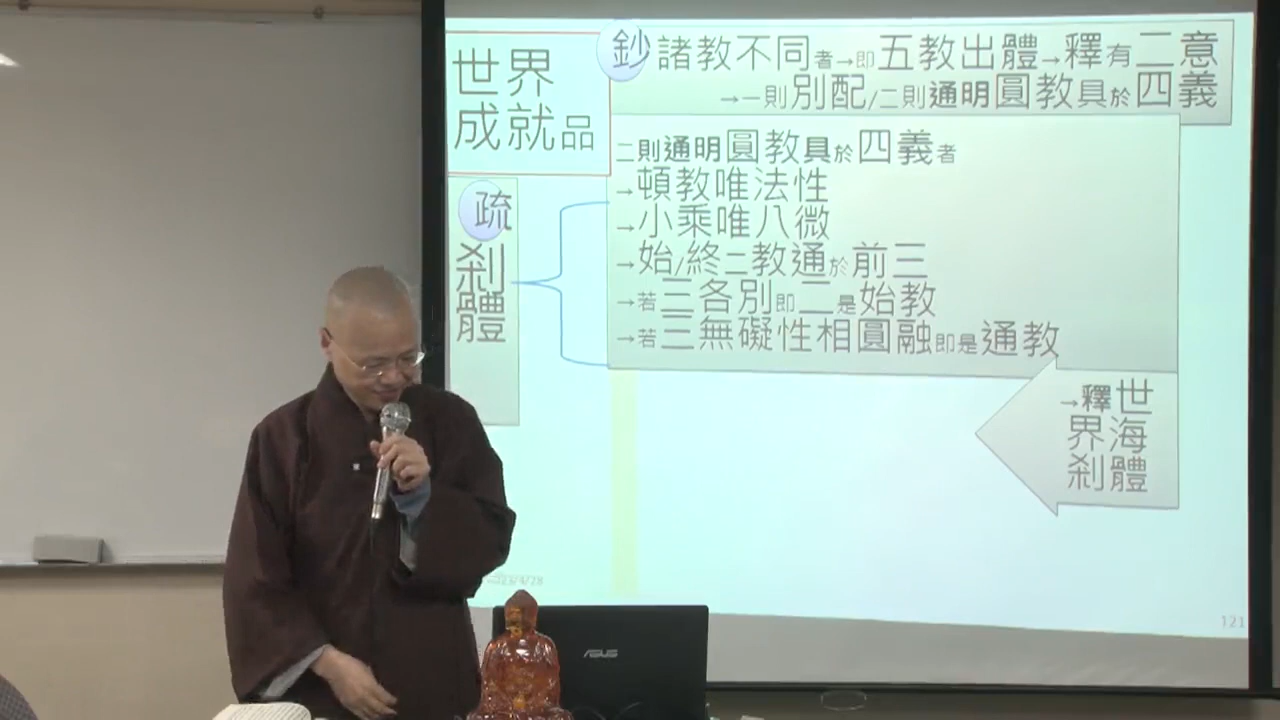 世界
成就品
鈔 諸教不同者→即五教出體→釋有二意
→一則別配/二則通明圓教具於四義
疏
剎
體
二則通明圓教具於四義者
→頓教唯法性
→小乘唯八微
→始/終二教通於前三
→若三各別即二是始教
→若三無礙性相圓融即是通教
→釋世
界海
剎體
121
ASUS